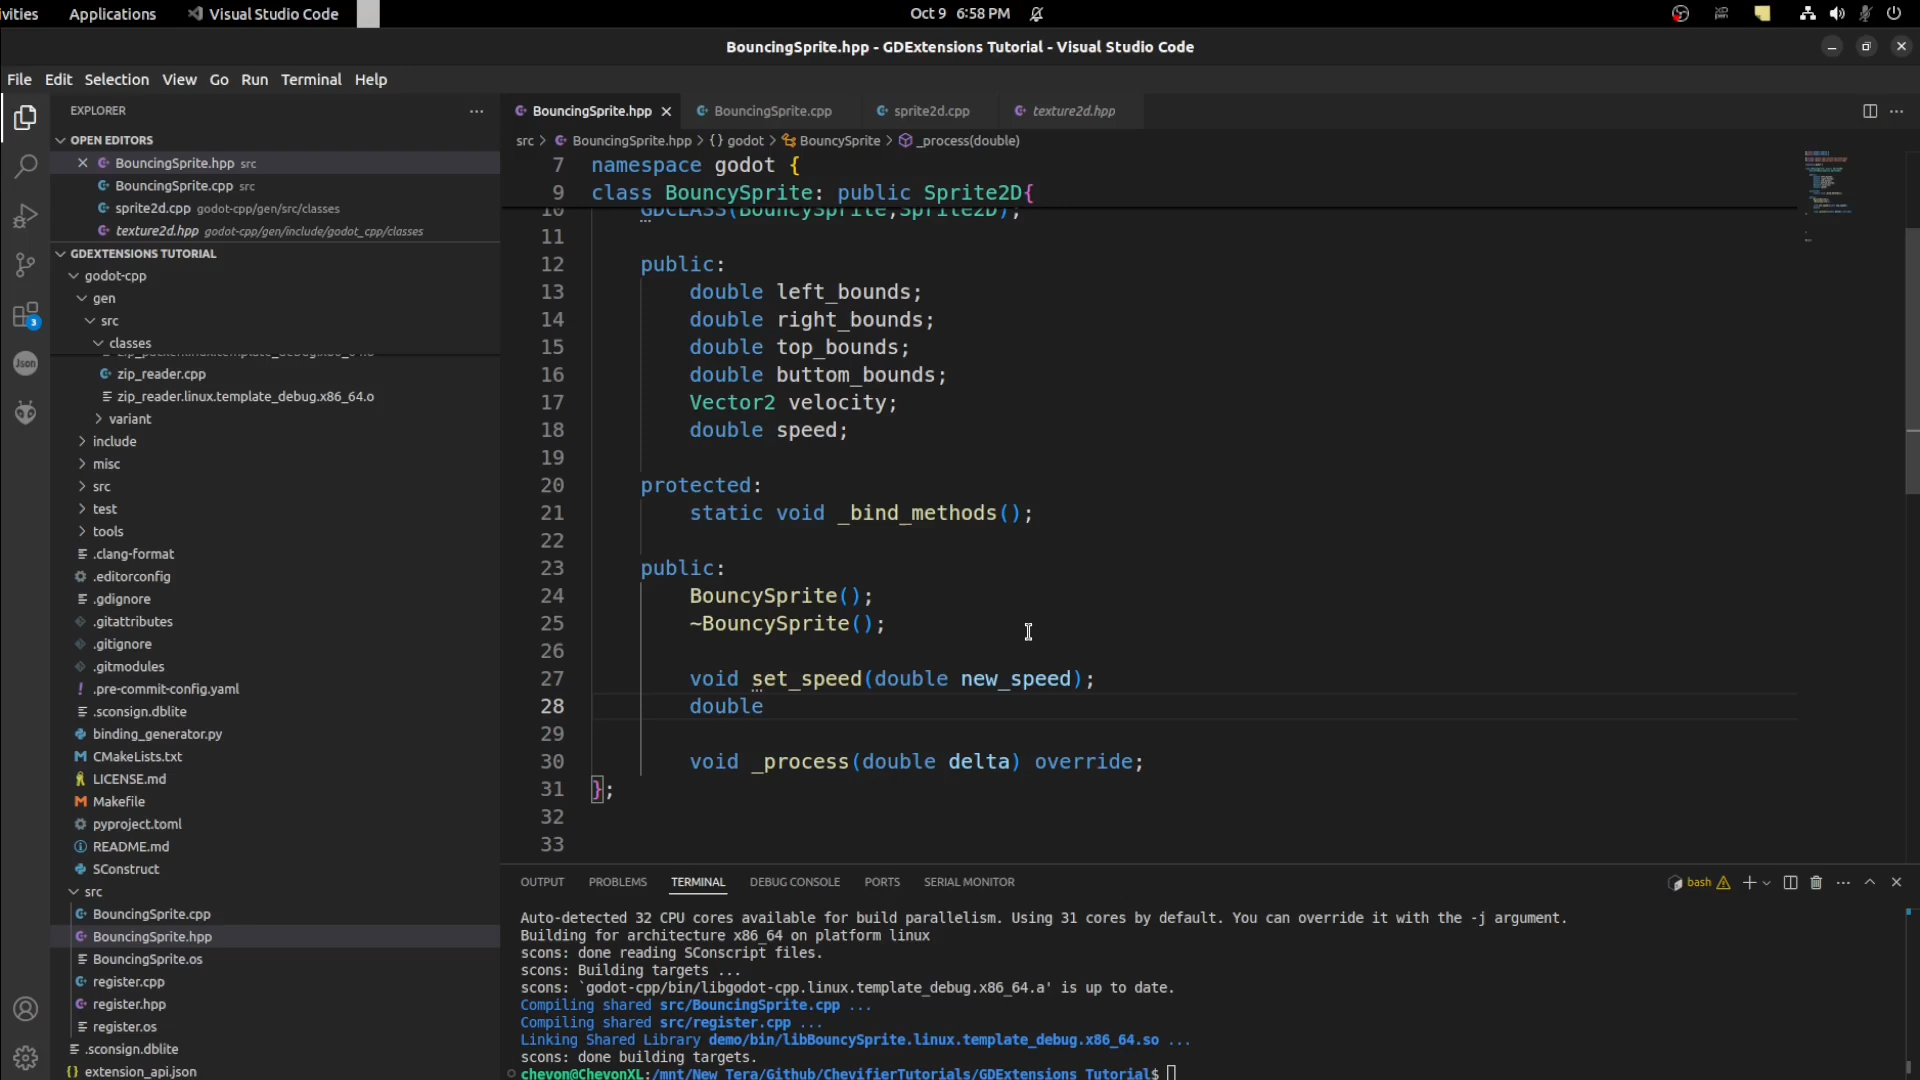 vities Applications Visual Studio Code Oct 9 6:58 PM
BouncingSprite.hpp - GDExtensions Tutorial - Visual Studio Code
File Edit Selection View Go Run Terminal Help
EXPLORER
OPEN EDITORS
BouncingSprite.hpp src
BouncingSprite.cpp src
sprite2d.cpp godot-cpp/gen/src/classes
texture2d.hpp godot-cpp/gen/include/godot_cpp/classes
GDEXTENSIONS TUTORIAL
godot-cpp
gen
src
classes
zip_packer.linux.template_debug.x86_64.o
zip_reader.cpp
zip_reader.linux.template_debug.x86_64.o
variant
include
misc
src
test
tools
.clang-format
.editorconfig
.gdignore
.gitattributes
.gitignore
.gitmodules
.pre-commit-config.yaml
.sconsign.dblite
binding_generator.py
CMakeLists.txt
LICENSE.md
Makefile
pyproject.toml
README.md
SConstruct
src
BouncingSprite.cpp
BouncingSprite.hpp
BouncingSprite.os
register.cpp
register.hpp
register.os
.sconsign.dblite
extension_api.json
3
Json
BouncingSprite.hpp BouncingSprite.cpp sprite2d.cpp texture2d.hpp
src > BouncingSprite.hpp > {} godot > BouncySprite > _process(double)
7 namespace godot {
9 class BouncySprite: public Sprite2D{
10 GDCLASS(BouncySprite,Sprite2D);
11
12 public:
13 double left_bounds;
14 double right_bounds;
15 double top_bounds;
16 double buttom_bounds;
17 Vector2 velocity;
18 double speed;
19
20 protected:
21 static void _bind_methods();
22
23 public:
24 BouncySprite();
25 ~BouncySprite();
26
27 void set_speed(double new_speed);
28 double
29
30 void _process(double delta) override;
31 };
32
33
OUTPUT PROBLEMS TERMINAL DEBUG CONSOLE PORTS SERIAL MONITOR bash
Auto-detected 32 CPU cores available for build parallelism. Using 31 cores by default. You can override it with the -j argument.
Building for architecture x86_64 on platform linux
scons: done reading SConscript files.
scons: Building targets ...
scons: `godot-cpp/bin/libgodot-cpp.linux.template_debug.x86_64.a' is up to date.
Compiling shared src/BouncingSprite.cpp ...
Compiling shared src/register.cpp ...
Linking Shared Library demo/bin/libBouncySprite.linux.template_debug.x86_64.so ...
scons: done building targets.
chevon@ChevonXL:/mnt/New_Tera/Github/ChevifierTutorials/GDExtensions Tutorial$